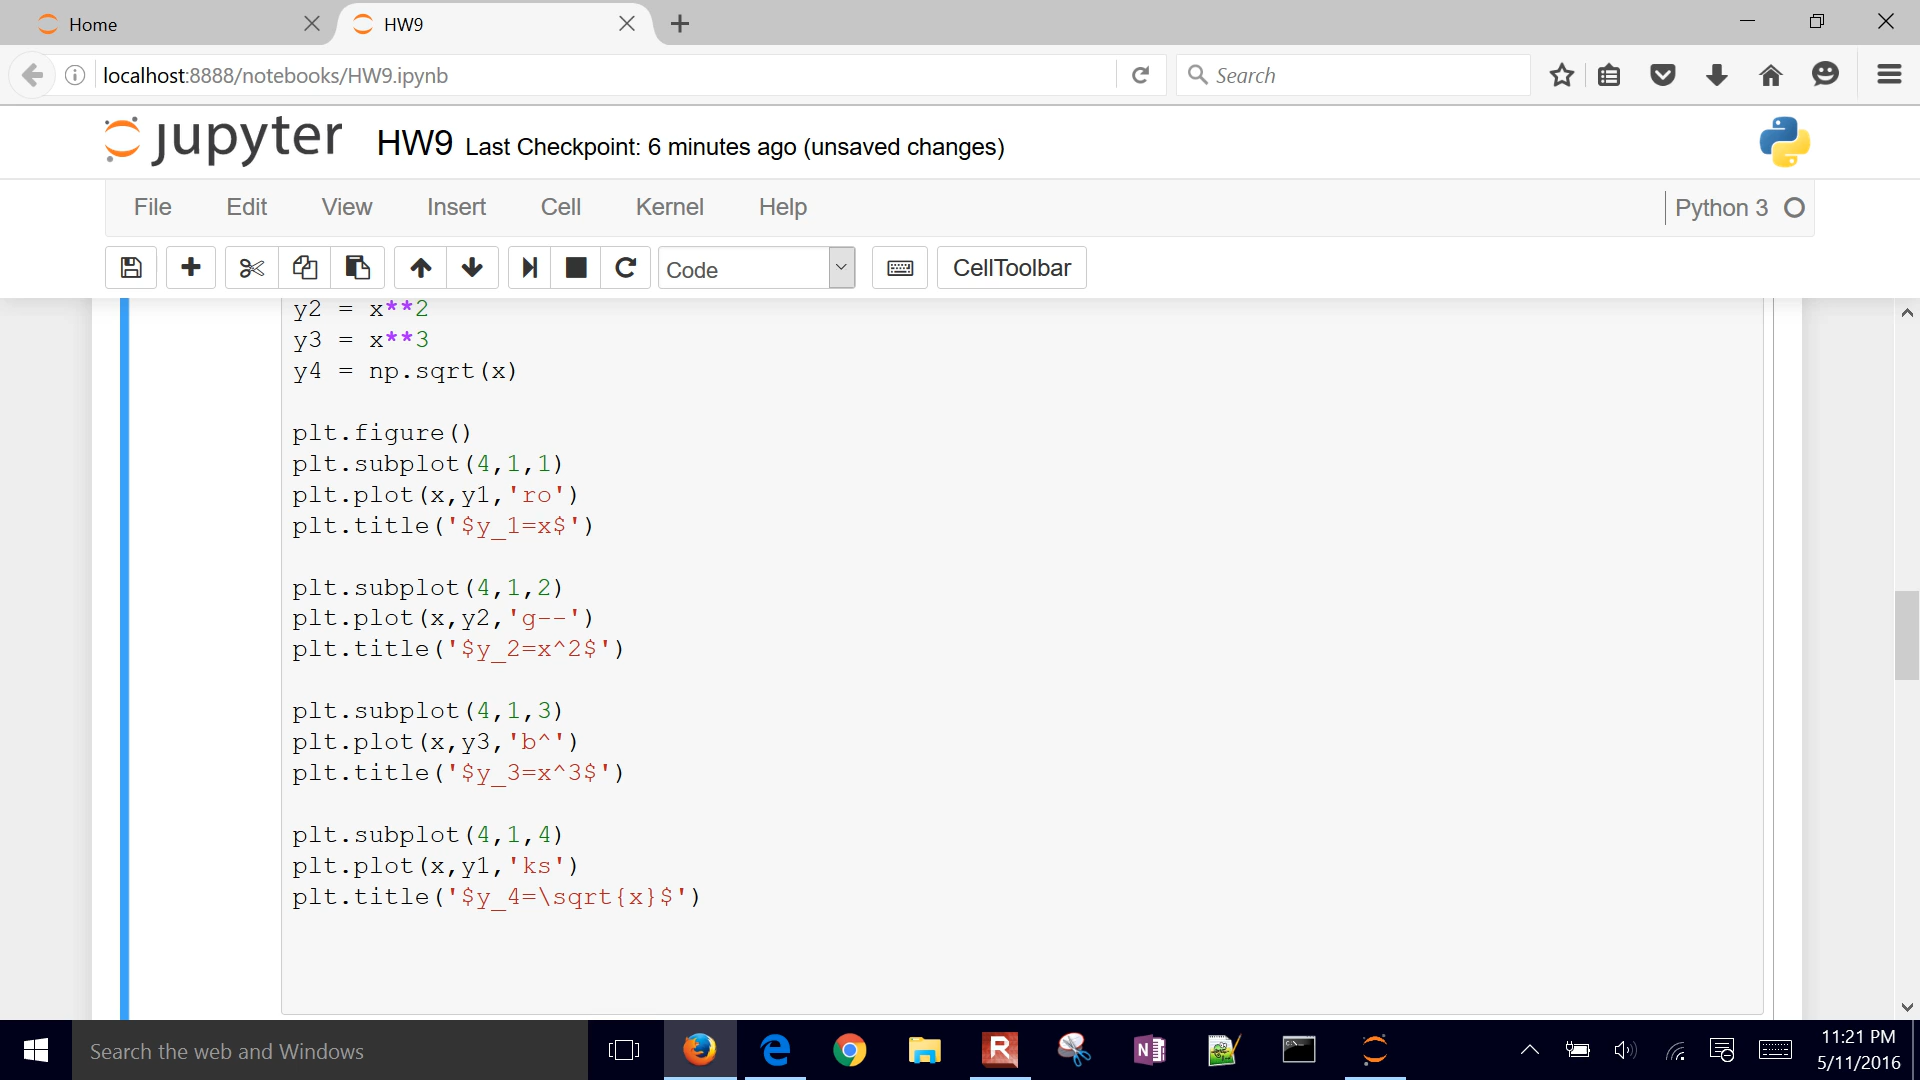 Home
HW9
localhost:8888/notebooks/HW9.ipynb
Search
jupyter HW9 Last Checkpoint: 6 minutes ago (unsaved changes)
File Edit View Insert Cell Kernel Help Python 3
Code CellToolbar
y2 = x**2
y3 = x**3
y4 = np.sqrt(x)
plt.figure()
plt.subplot(4,1,1)
plt.plot(x,y1,'ro')
plt.title('$y_1=x$')
plt.subplot(4,1,2)
plt.plot(x,y2,'g--')
plt.title('$y_2=x^2$')
plt.subplot(4,1,3)
plt.plot(x,y3,'b^')
plt.title('$y_3=x^3$')
plt.subplot(4,1,4)
plt.plot(x,y1,'ks')
plt.title('$y_4=\sqrt{x}$')
Search the web and Windows
11:21 PM
5/11/2016